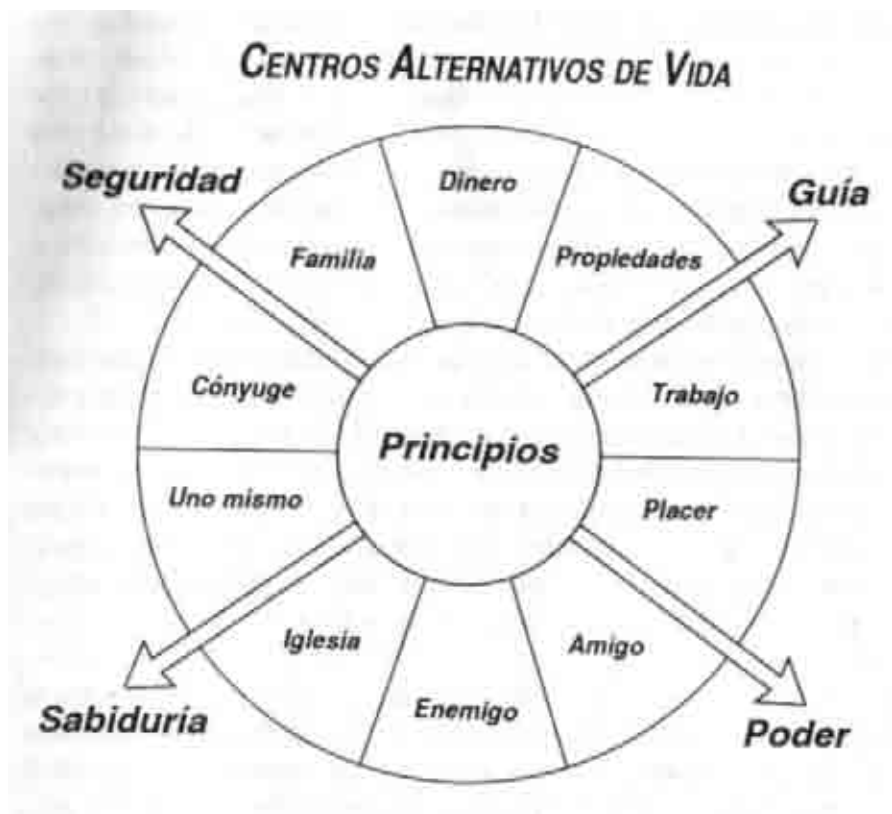 CENTROS ALTERNATIVOS DE VIDA
Seguridad
Dinero
Guía
Familia
Propiedades
Cónyuge
Trabajo
Principios
Uno mismo
Placer
Iglesia
Amigo
Enemigo
Sabiduría
Poder